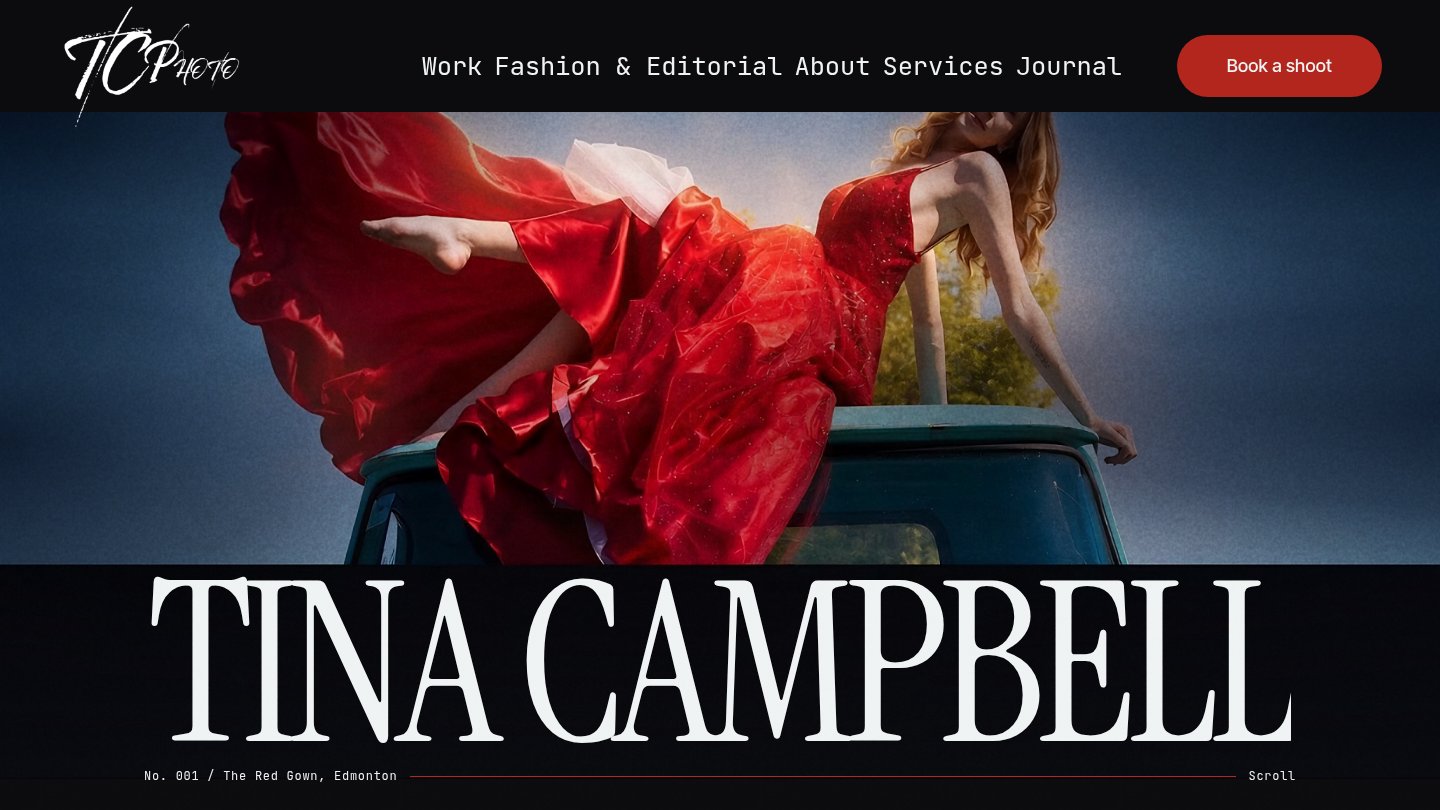 TCPHOTO
Work Fashion & Editorial About Services Journal
Book a shoot
TINA CAMPBELL
No. 001 / The Red Gown, Edmonton
Scroll